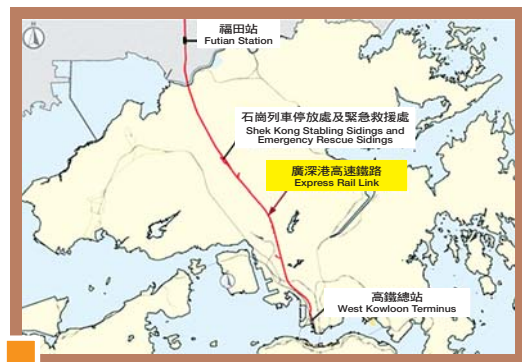 福田站
Futian Station
石崗列車停放處及緊急救援處
Shek Kong Stabling Sidings and
Emergency Rescue Sidings
廣深港高速鐵路
Express Rail Link
高鐵總站
West Kowloon Terminus